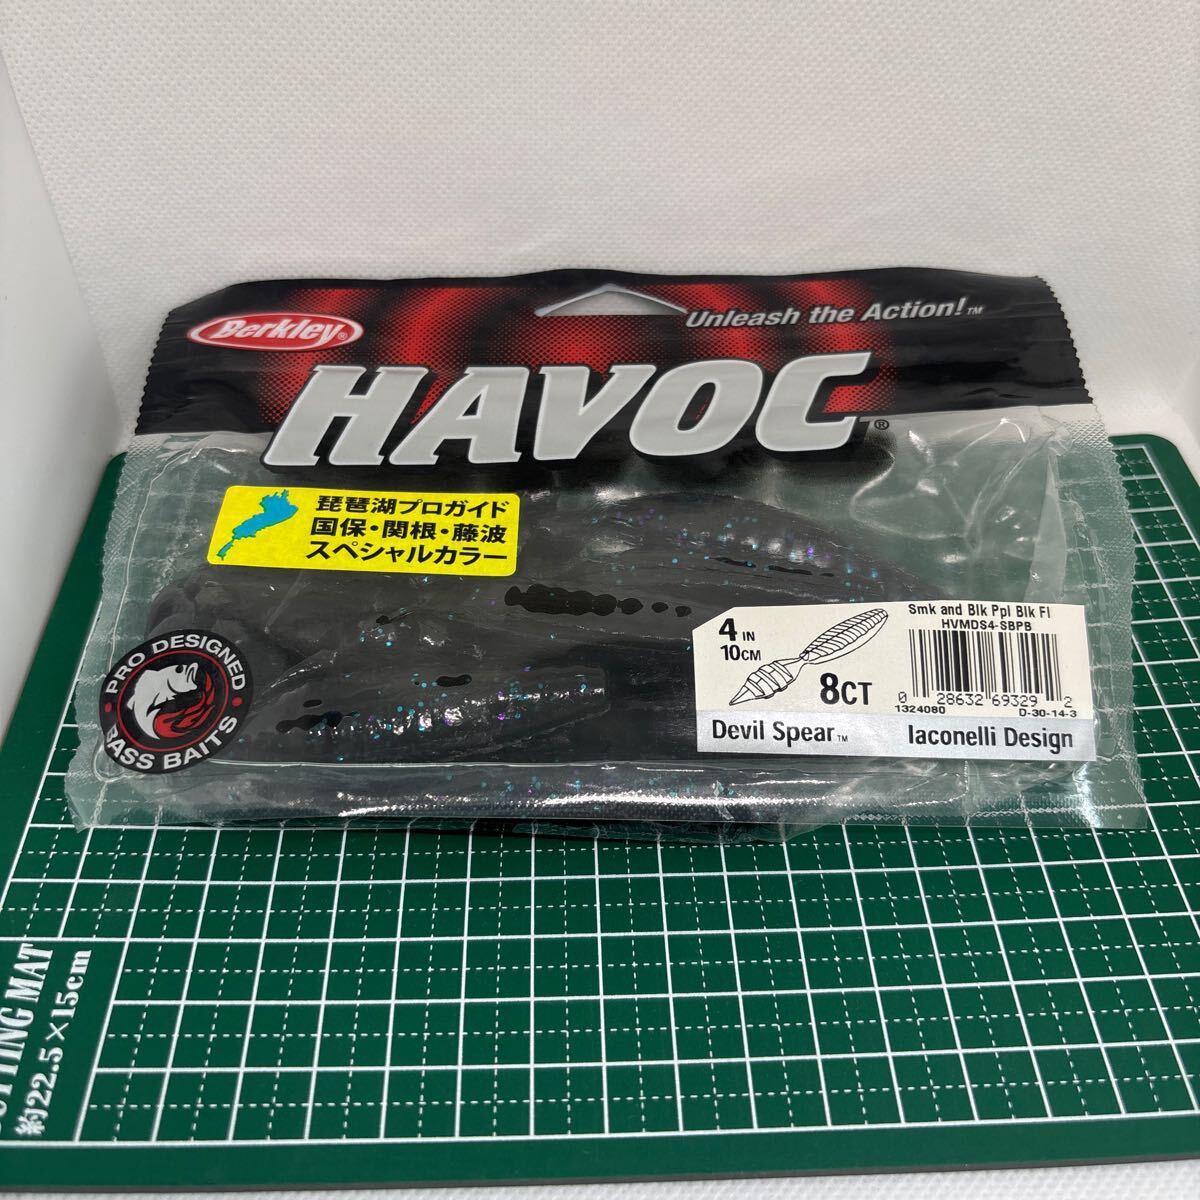 Berkley®
Unleash the Action!™
HAVOC®
琵琶湖プロガイド
国保・関根・藤波
スペシャルカラー
PRO DESIGNED
BASS BAITS
4 IN
10CM
8CT
Smk and Blk Ppl Blk Fl
HVMDS4-SBPB
0 28632 69329 2
1324080
D-30-14-3
Devil Spear™
Iaconelli Design
TING MAT
約22.5×15cm